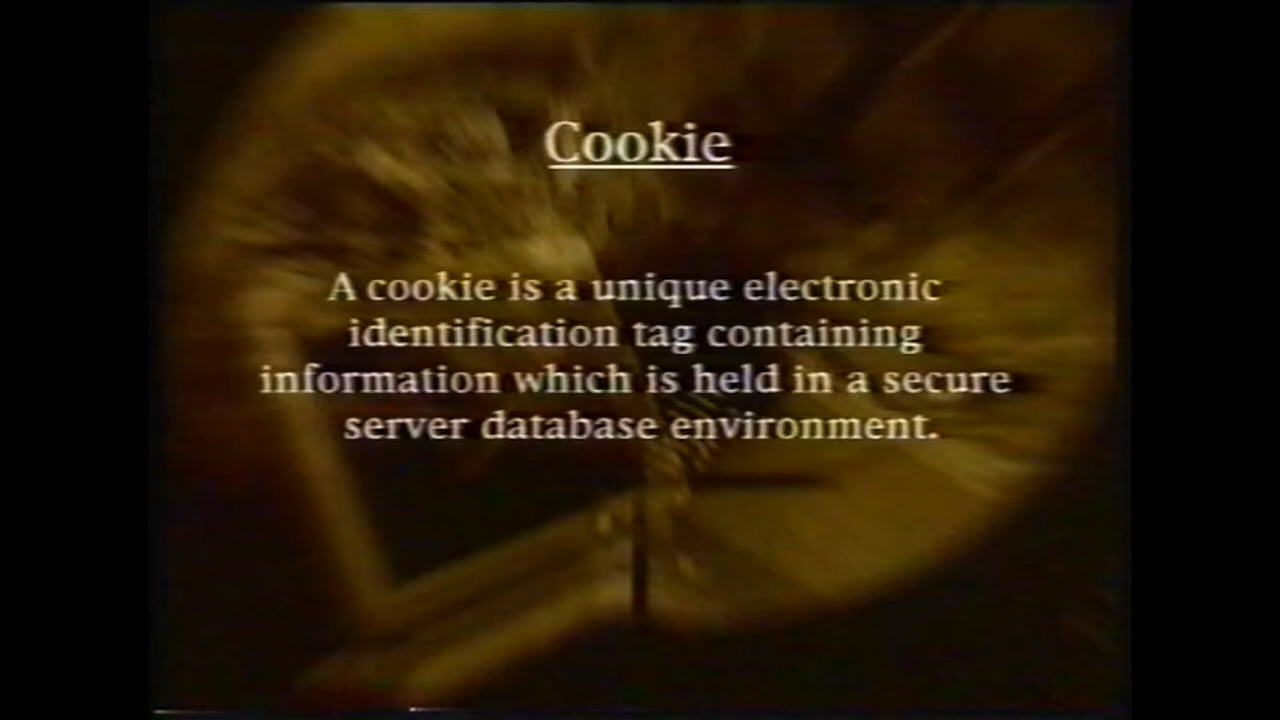 Cookie
A cookie is a unique electronic
identification tag containing
information which is held in a secure
server database environment.